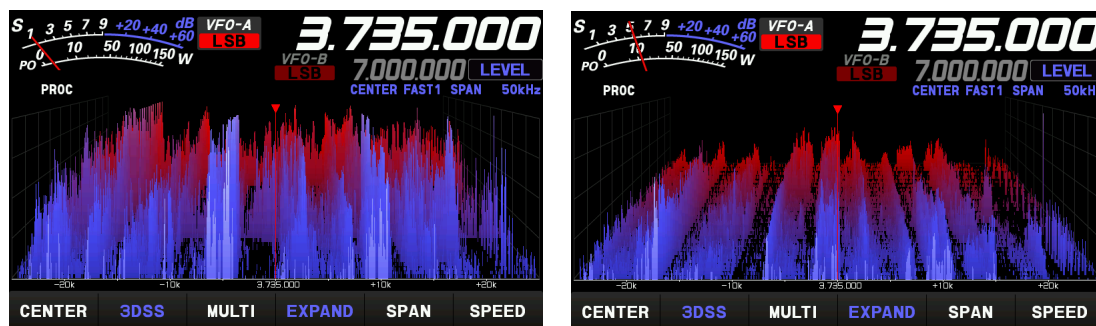 S 1 3 5 7 9 +20 +40 +60 dB
PO 0 10 50 100 150 W
VFO-A
LSB
3.735.000
VFO-B
LSB
7.000.000
LEVEL
PROC
CENTER FAST1 SPAN 50kHz
-20k -10k 3.735.000 +10k +20k
CENTER 3DSS MULTI EXPAND SPAN SPEED
S 1 3 5 7 9 +20 +40 +60 dB
PO 0 10 50 100 150 W
VFO-A
LSB
3.735.000
VFO-B
LSB
7.000.000
LEVEL
PROC
CENTER FAST1 SPAN 50kH
-20k -10k 3.735.000 +10k +20k
CENTER 3DSS MULTI EXPAND SPAN SPEED